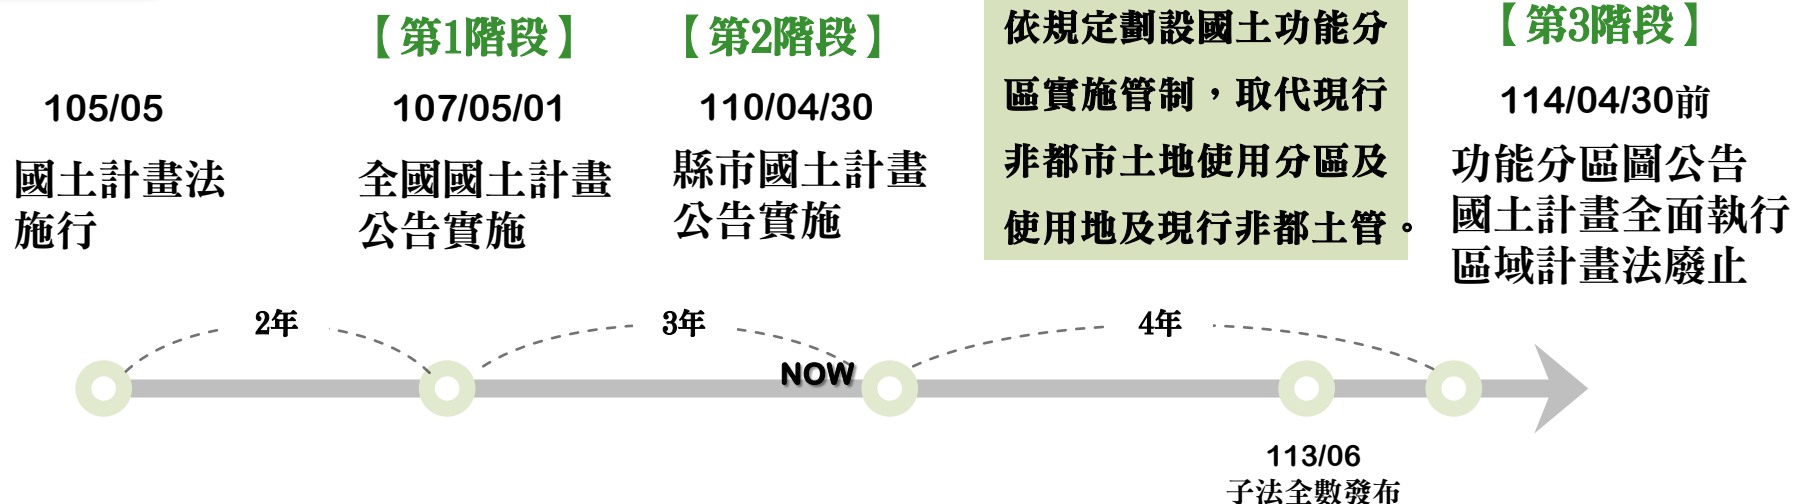 105/05
國土計畫法
施行
【第1階段】
107/05/01
全國國土計畫
公告實施
【第2階段】
110/04/30
縣市國土計畫
公告實施
依規定劃設國土功能分
區實施管制，取代現行
非都市土地使用分區及
使用地及現行非都土管。
【第3階段】
114/04/30前
功能分區圖公告
國土計畫全面執行
區域計畫法廢止
2年
3年
4年
NOW
113/06
子法全數發布